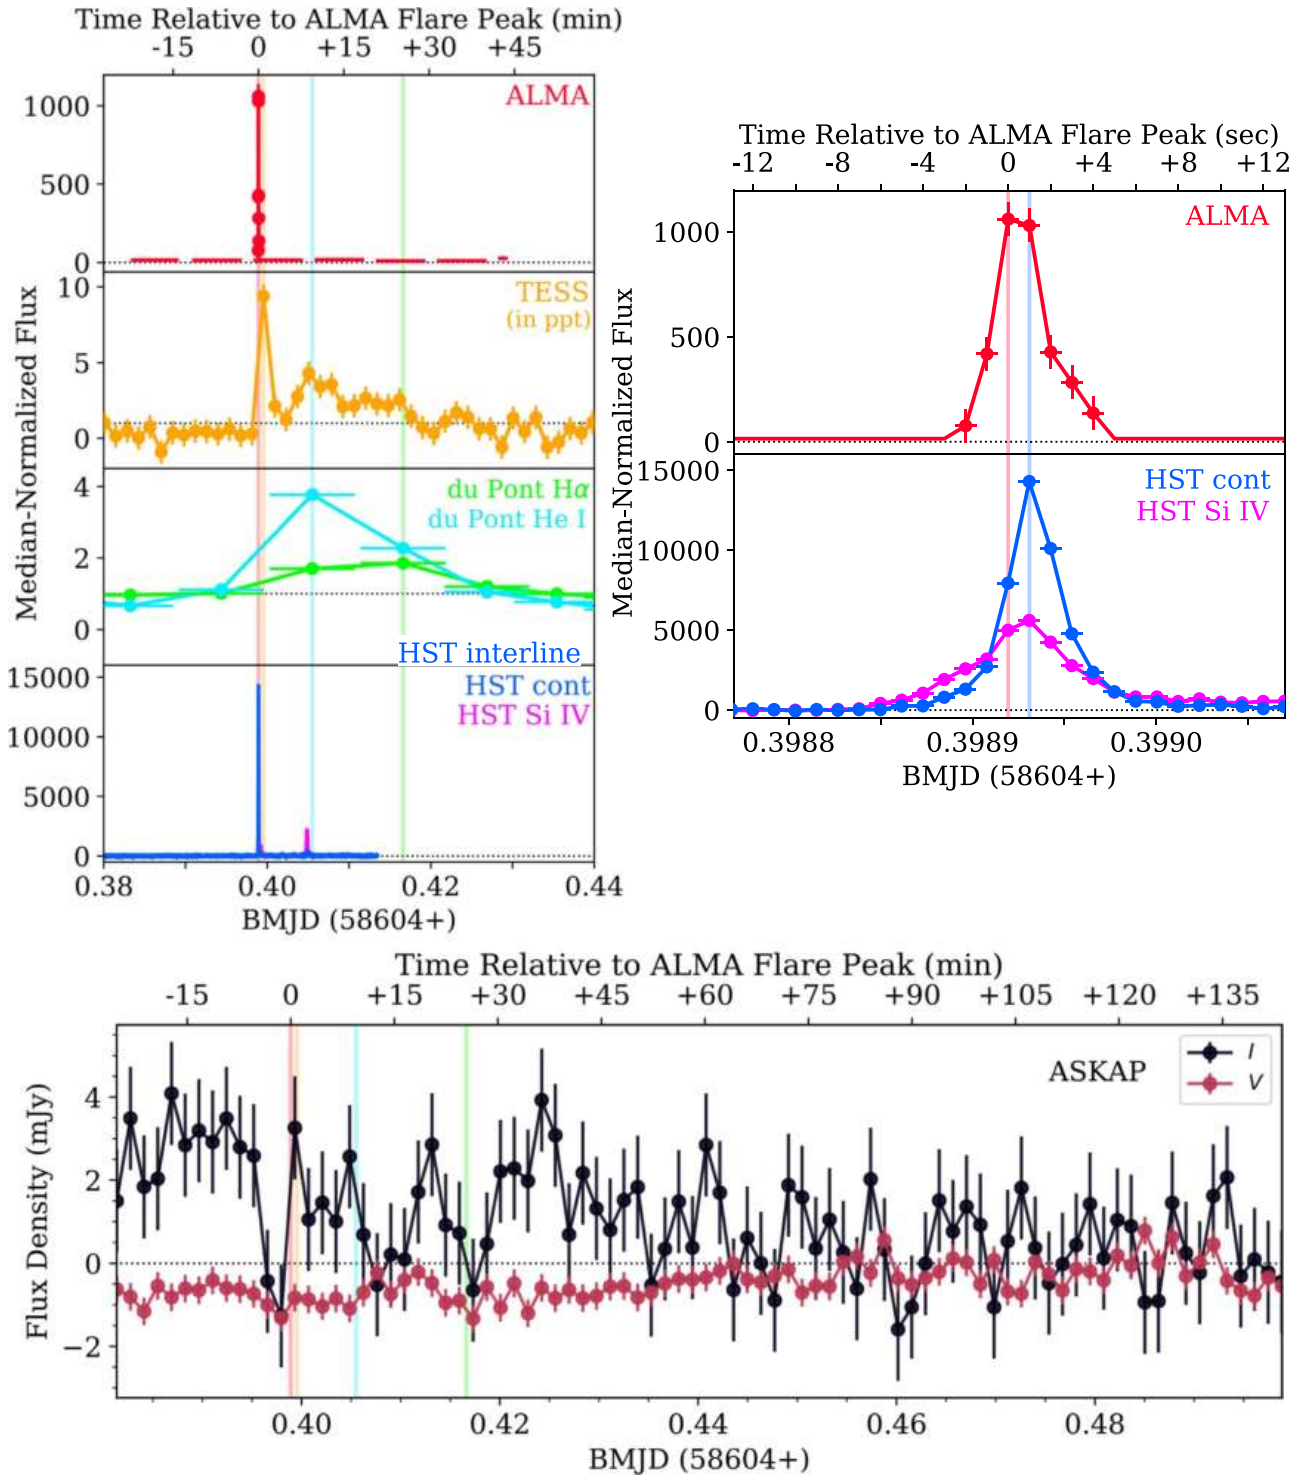 Time Relative to ALMA Flare Peak (min)
-15 0 +15 +30 +45
ALMA
1000
500
0
TESS
(in ppt)
10
5
0
du Pont Hα
du Pont He I
4
2
0
HST interline
HST cont
HST Si IV
15000
10000
5000
0
Median-Normalized Flux
0.38 0.40 0.42 0.44
BMJD (58604+)
Time Relative to ALMA Flare Peak (sec)
-12 -8 -4 0 +4 +8 +12
ALMA
1000
500
0
HST cont
HST Si IV
15000
10000
5000
0
Median-Normalized Flux
0.3988 0.3989 0.3990
BMJD (58604+)
Time Relative to ALMA Flare Peak (min)
-15 0 +15 +30 +45 +60 +75 +90 +105 +120 +135
ASKAP
I
V
4
2
0
−2
Flux Density (mJy)
0.40 0.42 0.44 0.46 0.48
BMJD (58604+)